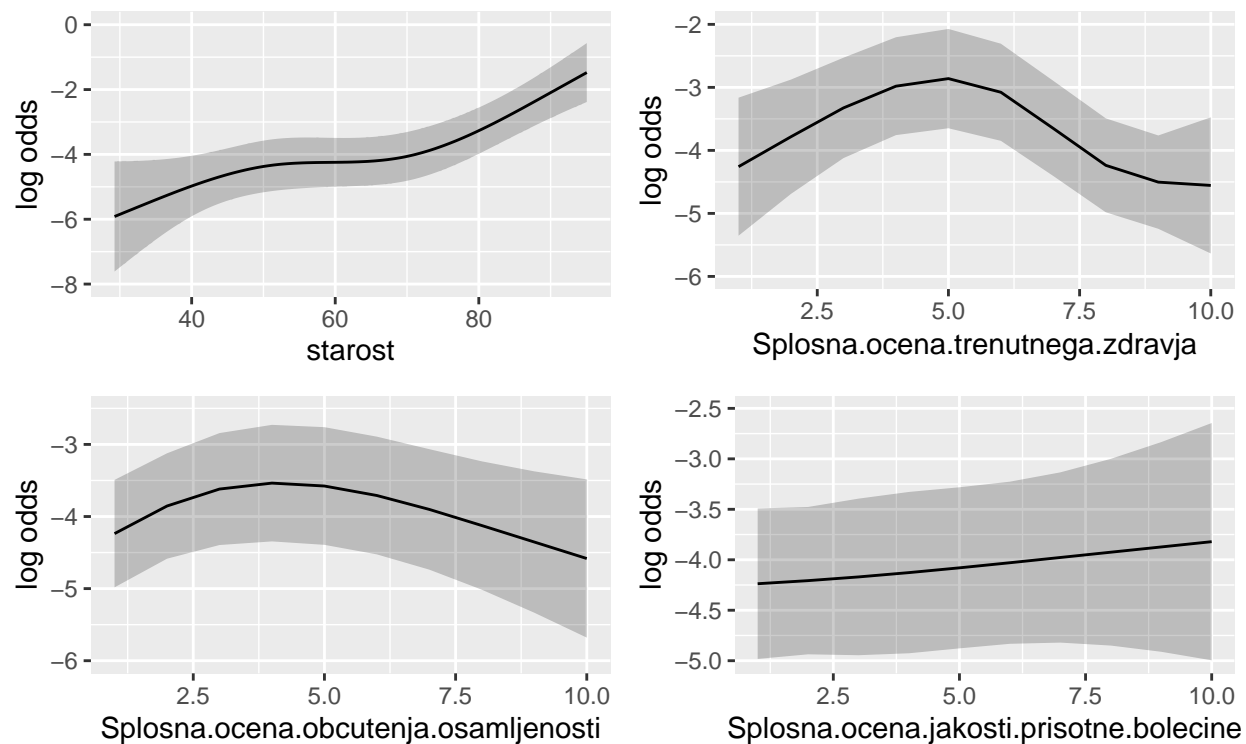 0
−2
−4
−6
−8
log odds
40 60 80
starost
−2
−3
−4
−5
−6
log odds
2.5 5.0 7.5 10.0
Splosna.ocena.trenutnega.zdravja
−3
−4
−5
−6
log odds
2.5 5.0 7.5 10.0
Splosna.ocena.obcutenja.osamljenosti
−2.5
−3.0
−3.5
−4.0
−4.5
−5.0
log odds
2.5 5.0 7.5 10.0
Splosna.ocena.jakosti.prisotne.bolecine